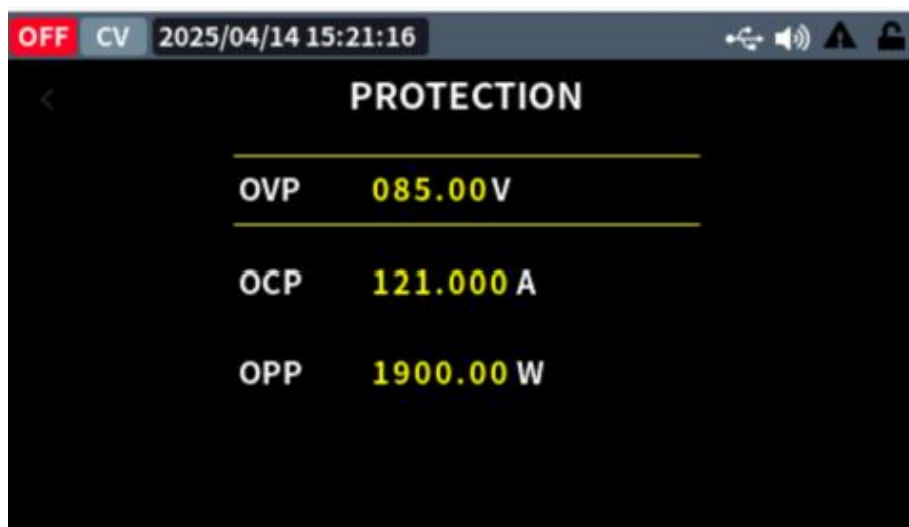 OFF CV 2025/04/14 15:21:16
PROTECTION
OVP 085.00V
OCP 121.000 A
OPP 1900.00 W